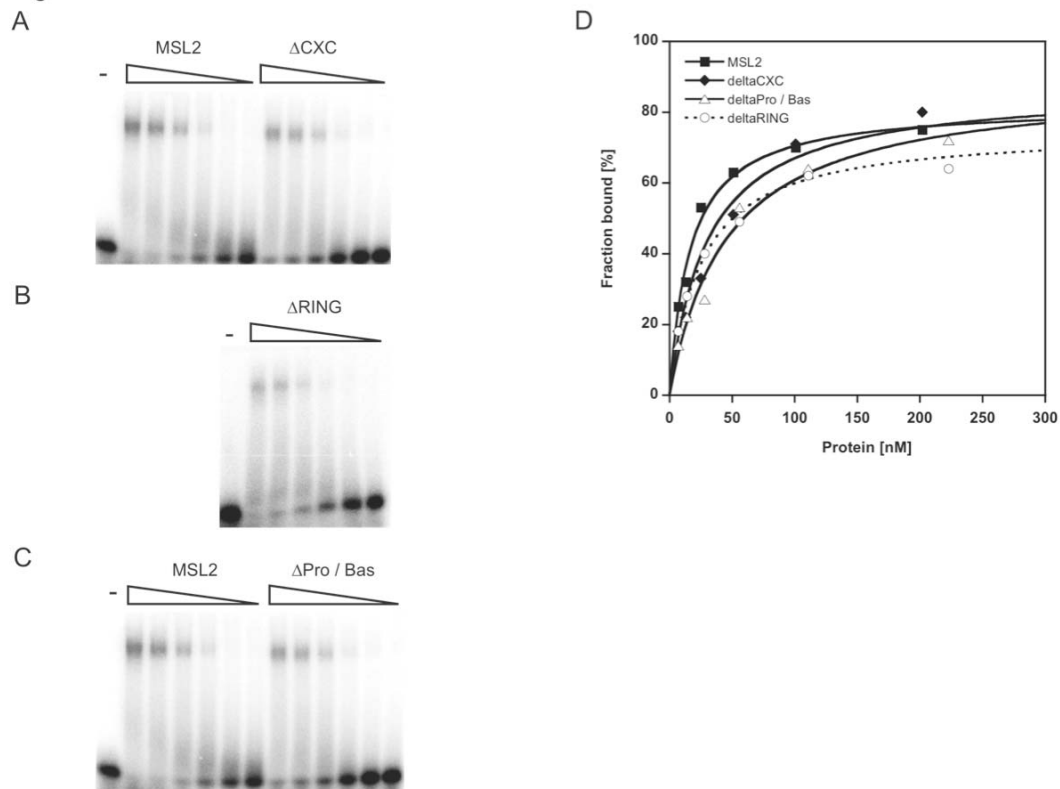 A
MSL2 ΔCXC
-
B
ΔRING
-
C
MSL2 ΔPro / Bas
-
D
100
80
60
40
20
0
Fraction bound [%]
MSL2
deltaCXC
deltaPro / Bas
deltaRING
0 50 100 150 200 250 300
Protein [nM]